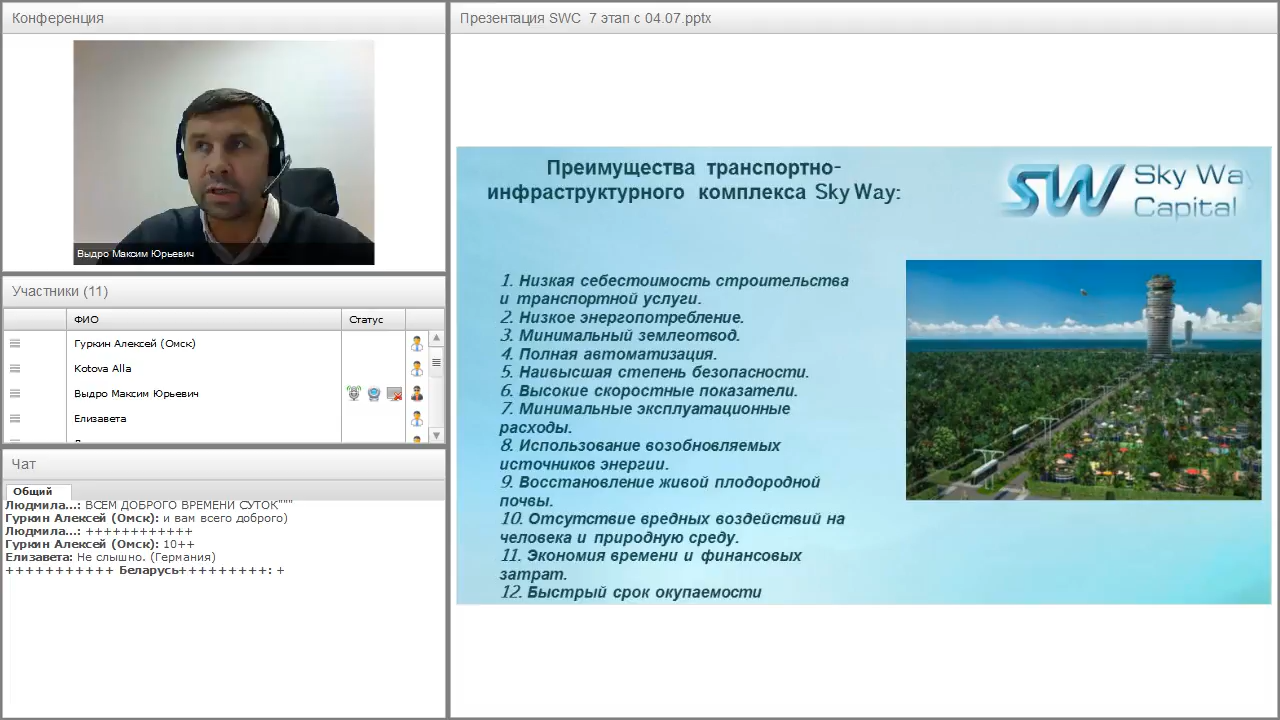 Конференция
Выдро Максим Юрьевич
Участники (11)
ФИО Статус
Гуркин Алексей (Омск)
Kotova Alla
Выдро Максим Юрьевич
Елизавета
Чат
Общий
Людмила...: ВСЕМ ДОБРОГО ВРЕМЕНИ СУТОК"""
Гуркин Алексей (Омск): и вам всего доброго)
Людмила...: ++++++++++++
Гуркин Алексей (Омск): 10++
Елизавета: Не слышно. (Германия)
+++++++++++ Беларусь+++++++++: +
Презентация SWC 7 этап с 04.07.pptx
Преимущества транспортно-
инфраструктурного комплекса Sky Way:
SW Sky Way
Capital
1. Низкая себестоимость строительства
и транспортной услуги.
2. Низкое энергопотребление.
3. Минимальный землеотвод.
4. Полная автоматизация.
5. Наивысшая степень безопасности.
6. Высокие скоростные показатели.
7. Минимальные эксплуатационные
расходы.
8. Использование возобновляемых
источников энергии.
9. Восстановление живой плодородной
почвы.
10. Отсутствие вредных воздействий на
человека и природную среду.
11. Экономия времени и финансовых
затрат.
12. Быстрый срок окупаемости